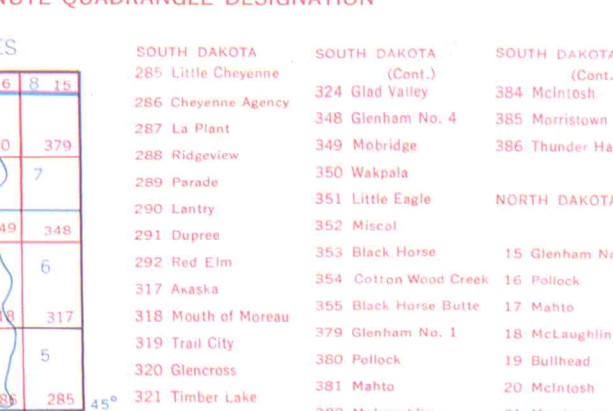 QUADRANGLE DESIGNATION
6 8 15
379
7
49 348
6
317
5
285 45°
SOUTH DAKOTA
285 Little Cheyenne
286 Cheyenne Agency
287 La Plant
288 Ridgeview
289 Parade
290 Lantry
291 Dupree
292 Red Elm
317 Akaska
318 Mouth of Moreau
319 Trail City
320 Glencross
321 Timber Lake
SOUTH DAKOTA
(Cont.)
324 Glad Valley
348 Glenham No. 4
349 Mobridge
350 Wakpala
351 Little Eagle
352 Miscol
353 Black Horse
354 Cotton Wood Creek
355 Black Horse Butte
379 Glenham No. 1
380 Pollock
381 Mahto
SOUTH DAKOTA
(Cont.
384 McIntosh
385 Morristown
386 Thunder
NORTH DAKOTA
15 Glenham
16 Pollock
17 Mahto
18 McLaughlin
19 Bullhead
20 McIntosh